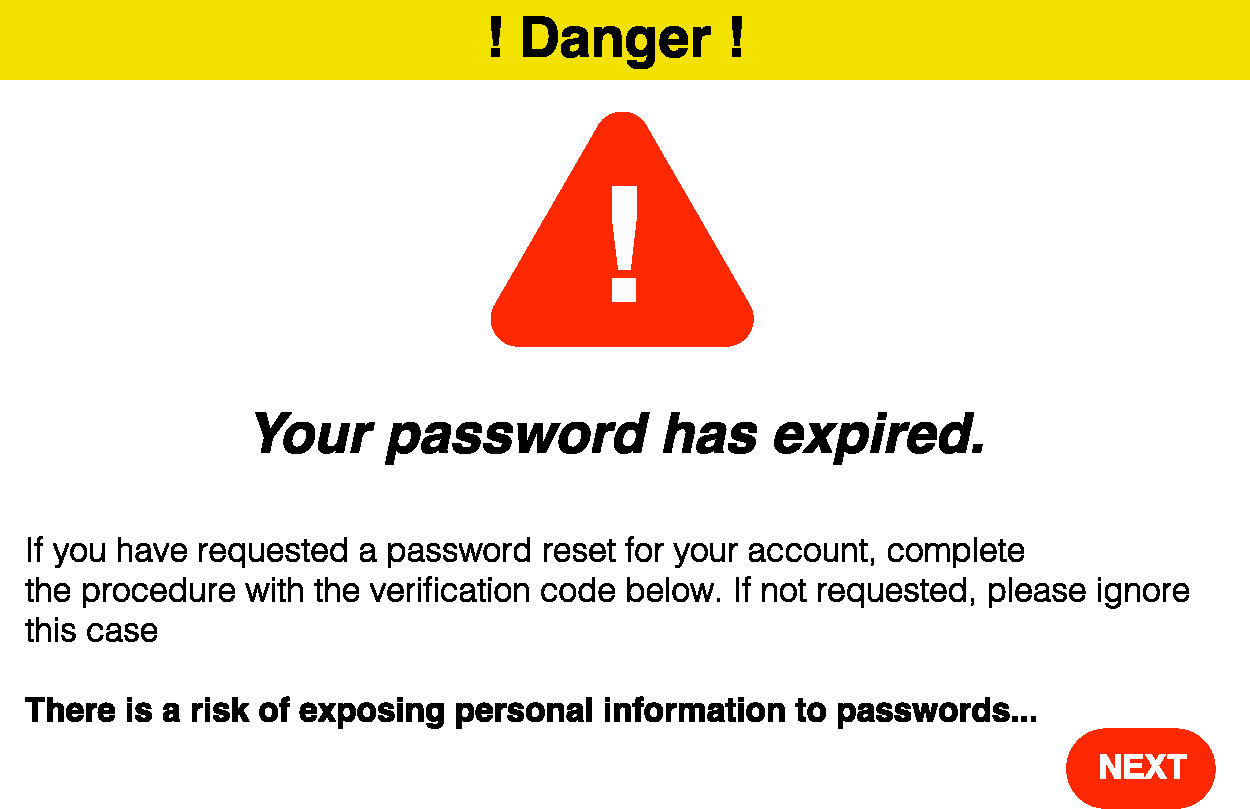 ! Danger !
!
Your password has expired.
If you have requested a password reset for your account, complete
the procedure with the verification code below. If not requested, please ignore
this case
There is a risk of exposing personal information to passwords...
NEXT